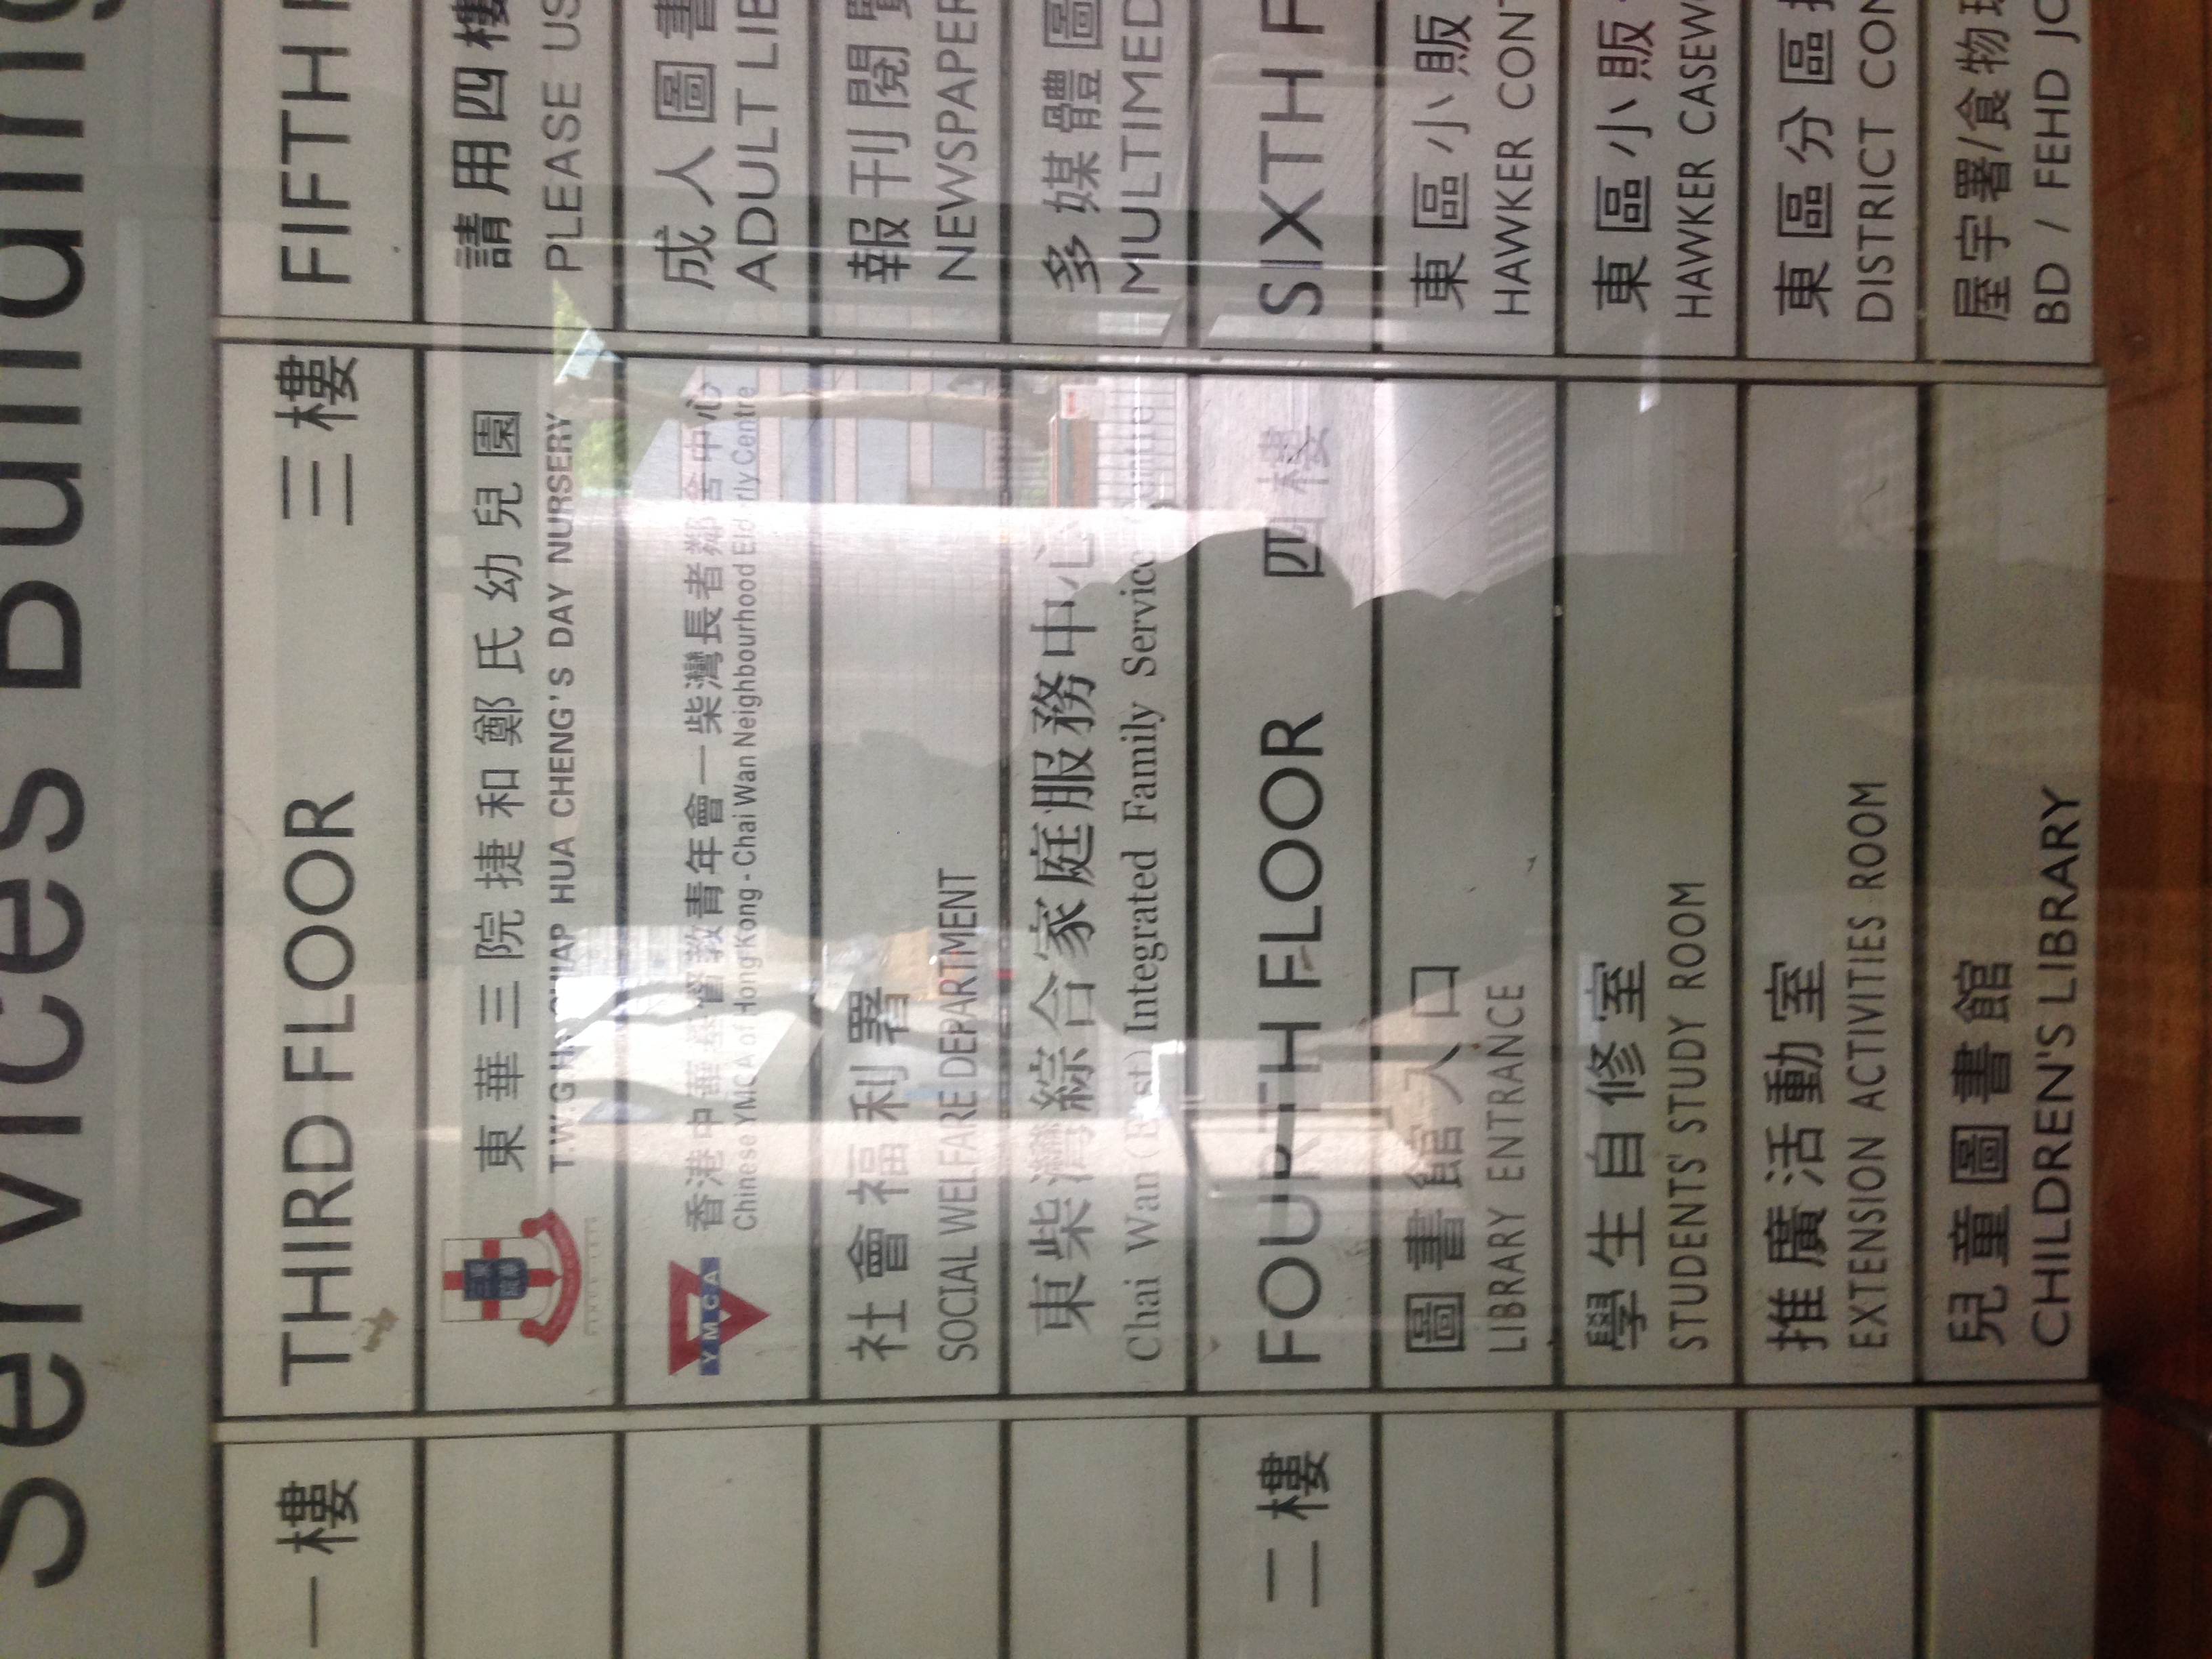 Services Building
一樓
二樓
THIRD FLOOR 三樓
東華三院捷和鄭氏幼兒園
T.W.G.Hs. CHIAP HUA CHENG'S DAY NURSERY
YMCA
香港中華基督教青年會—柴灣長者鄰舍中心
Chinese YMCA of Hong Kong - Chai Wan Neighbourhood Elderly Centre
社會福利署
SOCIAL WELFARE DEPARTMENT
東柴灣綜合家庭服務中心
Chai Wan (East) Integrated Family Service Centre
FOURTH FLOOR 四樓
圖書館入口
LIBRARY ENTRANCE
學生自修室
STUDENTS' STUDY ROOM
推廣活動室
EXTENSION ACTIVITIES ROOM
兒童圖書館
CHILDREN'S LIBRARY
FIFTH F
請用四樓
PLEASE US
成人圖書
ADULT LIB
報刊閱覽
NEWSPAPER
多媒體圖
MULTIMED
SIXTH F
東區小販
HAWKER CONT
東區小販
HAWKER CASEW
東區分區
DISTRICT CON
屋宇署/食物環
BD / FEHD JO